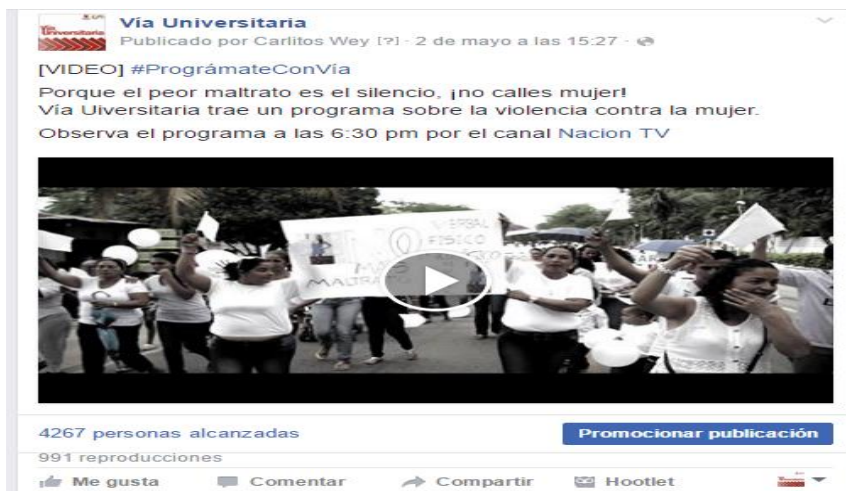 Vía Universitaria
Publicado por Carlitos Wey [?] · 2 de mayo a las 15:27 ·
[VIDEO] #PrográmateConVía
Porque el peor maltrato es el silencio, ¡no calles mujer!
Vía Uiversitaria trae un programa sobre la violencia contra la mujer.
Observa el programa a las 6:30 pm por el canal Nacion TV
VERBAL
FISICO
MALTRATO
4267 personas alcanzadas
Promocionar publicación
991 reproducciones
Me gusta
Comentar
Compartir
Hootlet